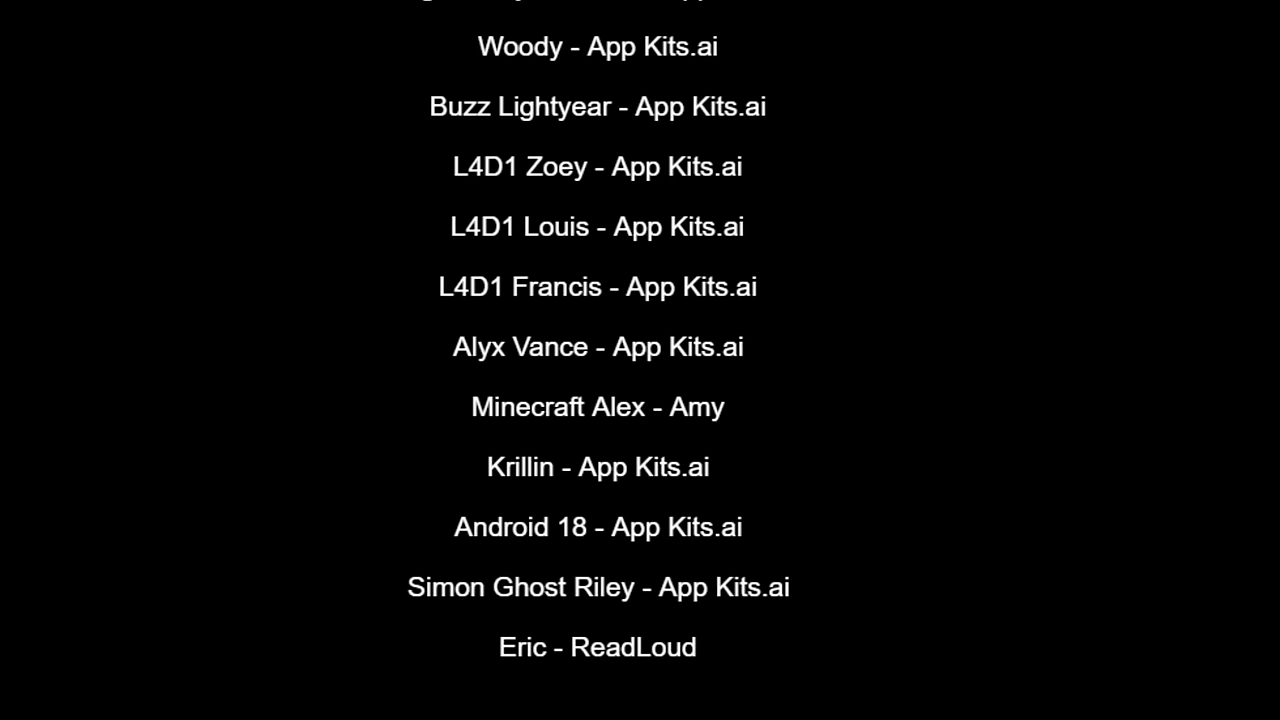 Woody - App Kits.ai
Buzz Lightyear - App Kits.ai
L4D1 Zoey - App Kits.ai
L4D1 Louis - App Kits.ai
L4D1 Francis - App Kits.ai
Alyx Vance - App Kits.ai
Minecraft Alex - Amy
Krillin - App Kits.ai
Android 18 - App Kits.ai
Simon Ghost Riley - App Kits.ai
Eric - ReadLoud